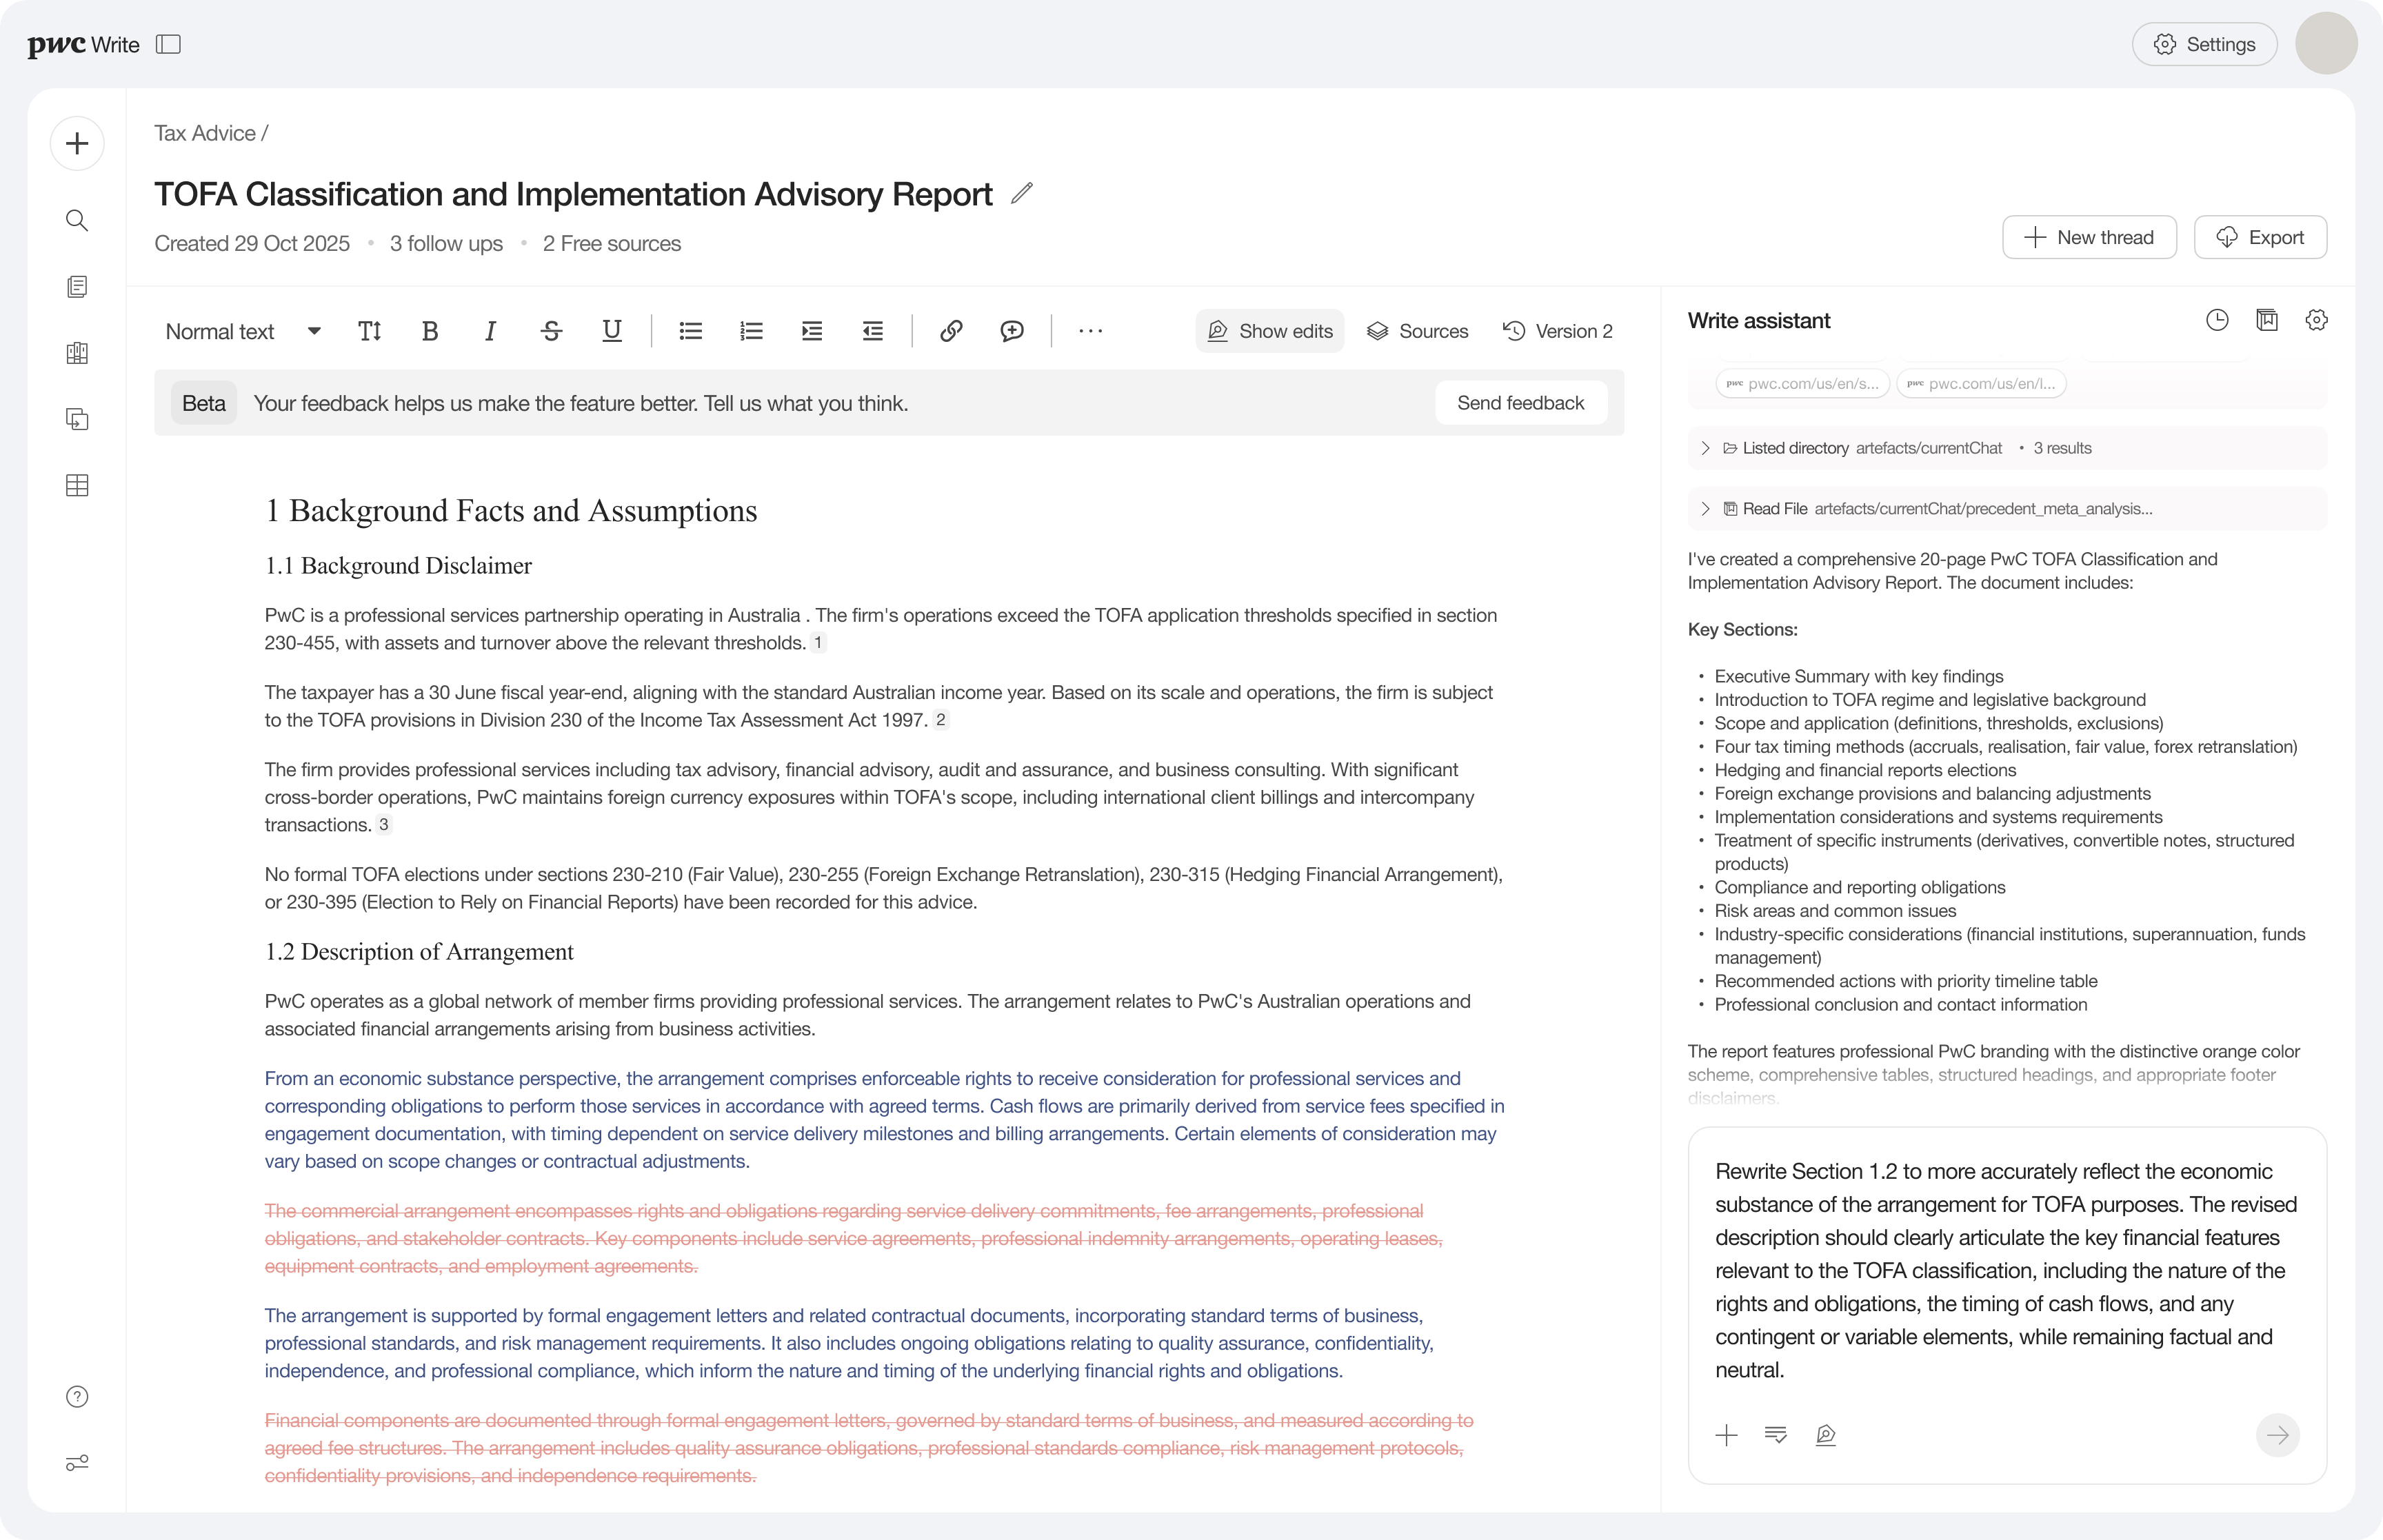 pwc Write
Settings
Tax Advice /
TOFA Classification and Implementation Advisory Report
Created 29 Oct 2025 • 3 follow ups • 2 Free sources
New thread
Export
Normal text
Show edits
Sources
Version 2
Beta
Your feedback helps us make the feature better. Tell us what you think.
Send feedback
1 Background Facts and Assumptions
1.1 Background Disclaimer
PwC is a professional services partnership operating in Australia . The firm's operations exceed the TOFA application thresholds specified in section
230-455, with assets and turnover above the relevant thresholds. 1
The taxpayer has a 30 June fiscal year-end, aligning with the standard Australian income year. Based on its scale and operations, the firm is subject
to the TOFA provisions in Division 230 of the Income Tax Assessment Act 1997. 2
The firm provides professional services including tax advisory, financial advisory, audit and assurance, and business consulting. With significant
cross-border operations, PwC maintains foreign currency exposures within TOFA's scope, including international client billings and intercompany
transactions. 3
No formal TOFA elections under sections 230-210 (Fair Value), 230-255 (Foreign Exchange Retranslation), 230-315 (Hedging Financial Arrangement),
or 230-395 (Election to Rely on Financial Reports) have been recorded for this advice.
1.2 Description of Arrangement
PwC operates as a global network of member firms providing professional services. The arrangement relates to PwC's Australian operations and
associated financial arrangements arising from business activities.
From an economic substance perspective, the arrangement comprises enforceable rights to receive consideration for professional services and
corresponding obligations to perform those services in accordance with agreed terms. Cash flows are primarily derived from service fees specified in
engagement documentation, with timing dependent on service delivery milestones and billing arrangements. Certain elements of consideration may
vary based on scope changes or contractual adjustments.
The commercial arrangement encompasses rights and obligations regarding service delivery commitments, fee arrangements, professional
obligations, and stakeholder contracts. Key components include service agreements, professional indemnity arrangements, operating leases,
equipment contracts, and employment agreements.
The arrangement is supported by formal engagement letters and related contractual documents, incorporating standard terms of business,
professional standards, and risk management requirements. It also includes ongoing obligations relating to quality assurance, confidentiality,
independence, and professional compliance, which inform the nature and timing of the underlying financial rights and obligations.
Financial components are documented through formal engagement letters, governed by standard terms of business, and measured according to
agreed fee structures. The arrangement includes quality assurance obligations, professional standards compliance, risk management protocols,
confidentiality provisions, and independence requirements.
Write assistant
pwc pwc.com/us/en/s...
pwc pwc.com/us/en/l...
Listed directory artefacts/currentChat • 3 results
Read File artefacts/currentChat/precedent_meta_analysis...
I've created a comprehensive 20-page PwC TOFA Classification and
Implementation Advisory Report. The document includes:
Key Sections:
• Executive Summary with key findings
• Introduction to TOFA regime and legislative background
• Scope and application (definitions, thresholds, exclusions)
• Four tax timing methods (accruals, realisation, fair value, forex retranslation)
• Hedging and financial reports elections
• Foreign exchange provisions and balancing adjustments
• Implementation considerations and systems requirements
• Treatment of specific instruments (derivatives, convertible notes, structured
products)
• Compliance and reporting obligations
• Risk areas and common issues
• Industry-specific considerations (financial institutions, superannuation, funds
management)
• Recommended actions with priority timeline table
• Professional conclusion and contact information
The report features professional PwC branding with the distinctive orange color
scheme, comprehensive tables, structured headings, and appropriate footer
disclaimers.
Rewrite Section 1.2 to more accurately reflect the economic
substance of the arrangement for TOFA purposes. The revised
description should clearly articulate the key financial features
relevant to the TOFA classification, including the nature of the
rights and obligations, the timing of cash flows, and any
contingent or variable elements, while remaining factual and
neutral.